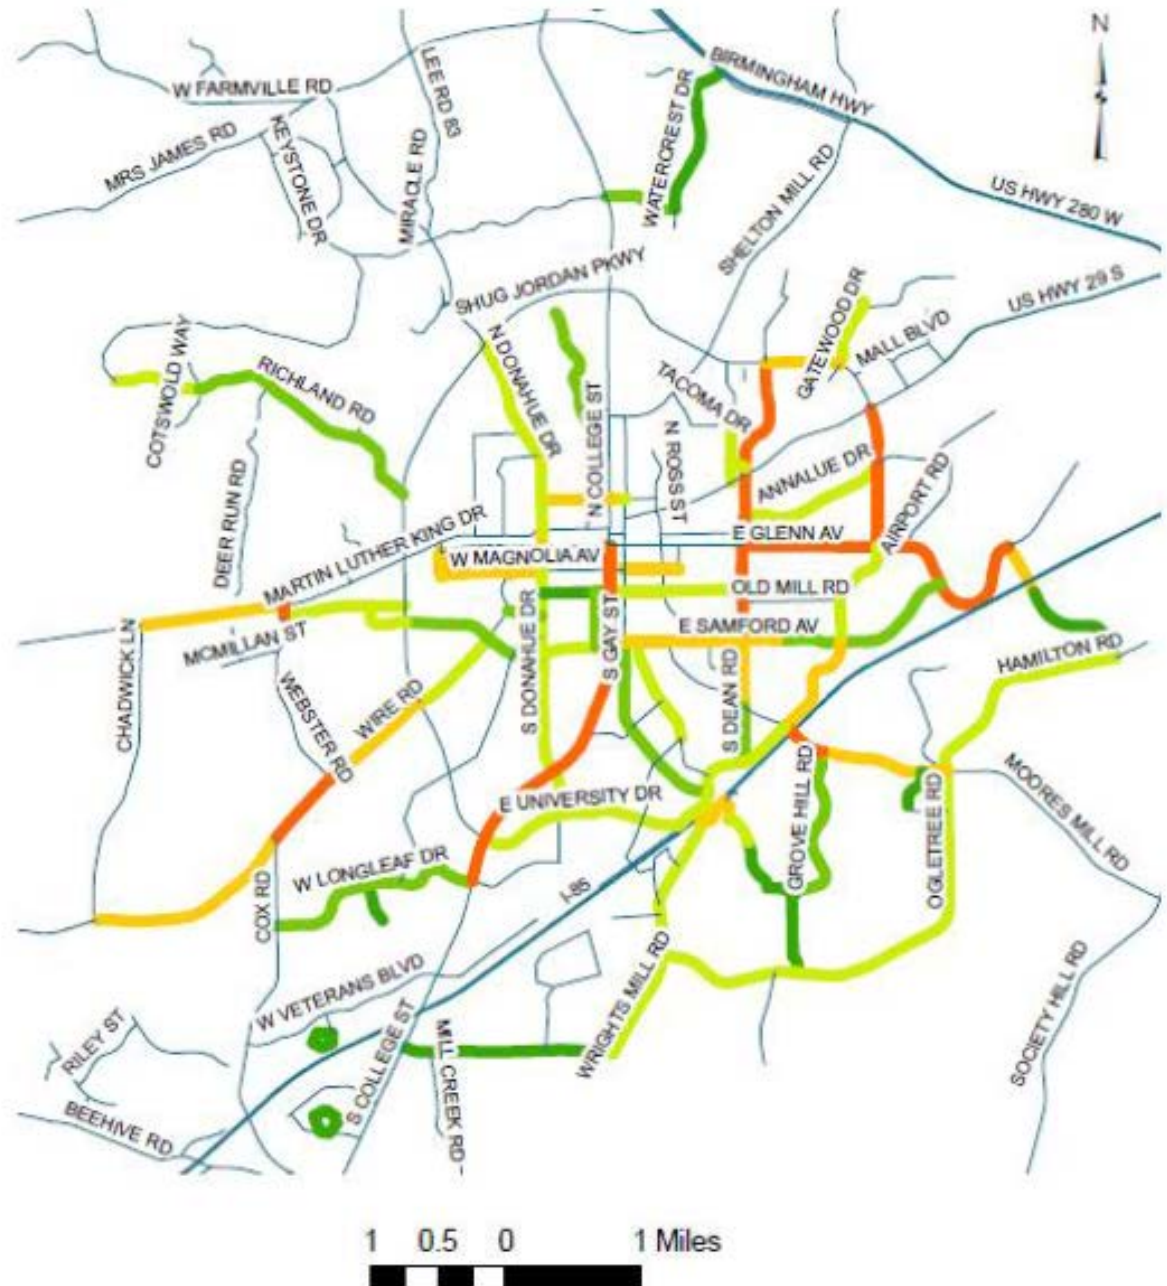 N
BIRMINGHAM HWY
LEE RD 83
W FARMVILLE RD
WATERCREST DR
KEYSTONE DR
MRS JAMES RD
MIRACLE RD
SHELTON MILL RD
US HWY 280 W
SHUG JORDAN PKWY
US HWY 29 S
GATEWOOD DR
MALL BLVD
COTSWOLD WAY
N DONAHUE DR
RICHLAND RD
TACOMA DR
N COLLEGE ST
N ROSS ST
ANNALUE DR
DEER RUN RD
AIRPORT RD
MARTIN LUTHER KING DR
E GLENN AV
W MAGNOLIA AV
OLD MILL RD
MCMILLAN ST
S DONAHUE DR
S GAY ST
E SAMFORD AV
CHADWICK LN
HAMILTON RD
WEBSTER RD
WIRE RD
S DEAN RD
GROVE HILL RD
MOORES MILL RD
E UNIVERSITY DR
OGLETREE RD
W LONGLEAF DR
I-85
COX RD
W VETERANS BLVD
WRIGHTS MILL RD
SOCIETY HILL RD
RILEY ST
S COLLEGE ST
MILL CREEK RD
BEEHIVE RD
1 0.5 0 1 Miles